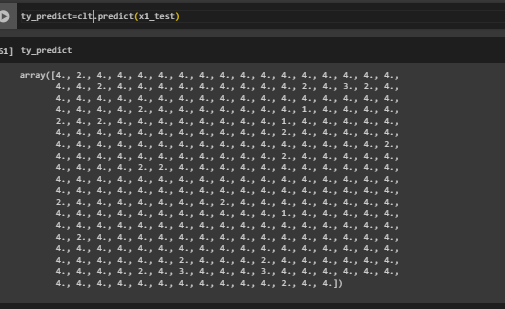 ty_predict=clt.predict(x1_test)
51] ty_predict
array([4., 2., 4., 4., 4., 4., 4., 4., 4., 4., 4., 4., 4., 4., 4., 4., 4.,
4., 4., 2., 4., 4., 4., 4., 4., 4., 4., 4., 4., 2., 4., 3., 2., 4.,
4., 4., 4., 4., 4., 4., 4., 4., 4., 4., 4., 4., 4., 4., 4., 4., 4.,
4., 4., 4., 4., 2., 4., 4., 4., 4., 4., 4., 4., 1., 4., 4., 4., 4.,
2., 4., 2., 4., 4., 4., 4., 4., 4., 4., 4., 1., 4., 4., 4., 4., 4.,
4., 4., 4., 4., 4., 4., 4., 4., 4., 4., 4., 2., 4., 4., 4., 4., 4.,
4., 4., 4., 4., 4., 4., 4., 4., 4., 4., 4., 4., 4., 4., 4., 4., 2.,
4., 4., 4., 4., 4., 4., 4., 4., 4., 4., 4., 2., 4., 4., 4., 4., 4.,
4., 4., 4., 4., 2., 2., 4., 4., 4., 4., 4., 4., 4., 4., 4., 4., 4.,
4., 4., 4., 4., 4., 4., 4., 4., 4., 4., 4., 4., 4., 4., 4., 4., 4.,
4., 4., 4., 4., 4., 4., 4., 4., 4., 4., 4., 4., 4., 4., 4., 4., 4.,
2., 4., 4., 4., 4., 4., 4., 4., 2., 4., 4., 4., 4., 4., 4., 4., 4.,
4., 4., 4., 4., 4., 4., 4., 4., 4., 4., 4., 1., 4., 4., 4., 4., 4.,
4., 4., 4., 4., 4., 4., 4., 4., 4., 4., 4., 4., 4., 4., 4., 4., 4.,
4., 2., 4., 4., 4., 4., 4., 4., 4., 4., 4., 4., 4., 4., 4., 4., 4.,
4., 4., 4., 4., 4., 4., 4., 4., 4., 4., 4., 4., 4., 4., 4., 4., 4.,
4., 4., 4., 4., 4., 4., 2., 4., 4., 4., 2., 4., 4., 4., 4., 4., 4.,
4., 4., 4., 4., 2., 4., 3., 4., 4., 4., 3., 4., 4., 4., 4., 4., 4.,
4., 4., 4., 4., 4., 4., 4., 4., 4., 4., 4., 2., 4., 4.])